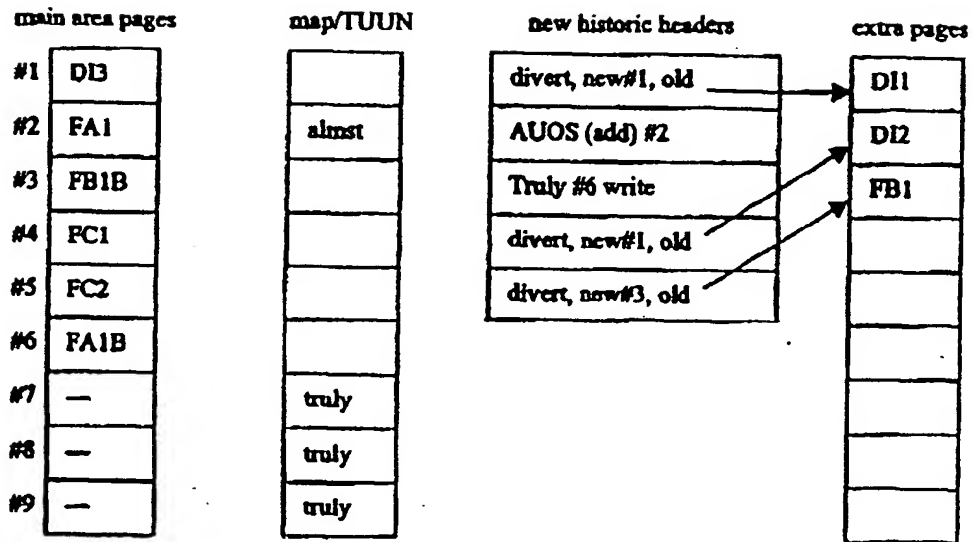 main area pages
map/TUUN
new historic headers
extra pages
#1 DI3
#2 FA1
#3 FB1B
#4 FC1
#5 FC2
#6 FA1B
#7 —
#8 —
#9 —
almst
truly
truly
truly
divert, new#1, old
AUOS (add) #2
Truly #6 write
divert, new#1, old
divert, new#3, old
DI1
DI2
FB1